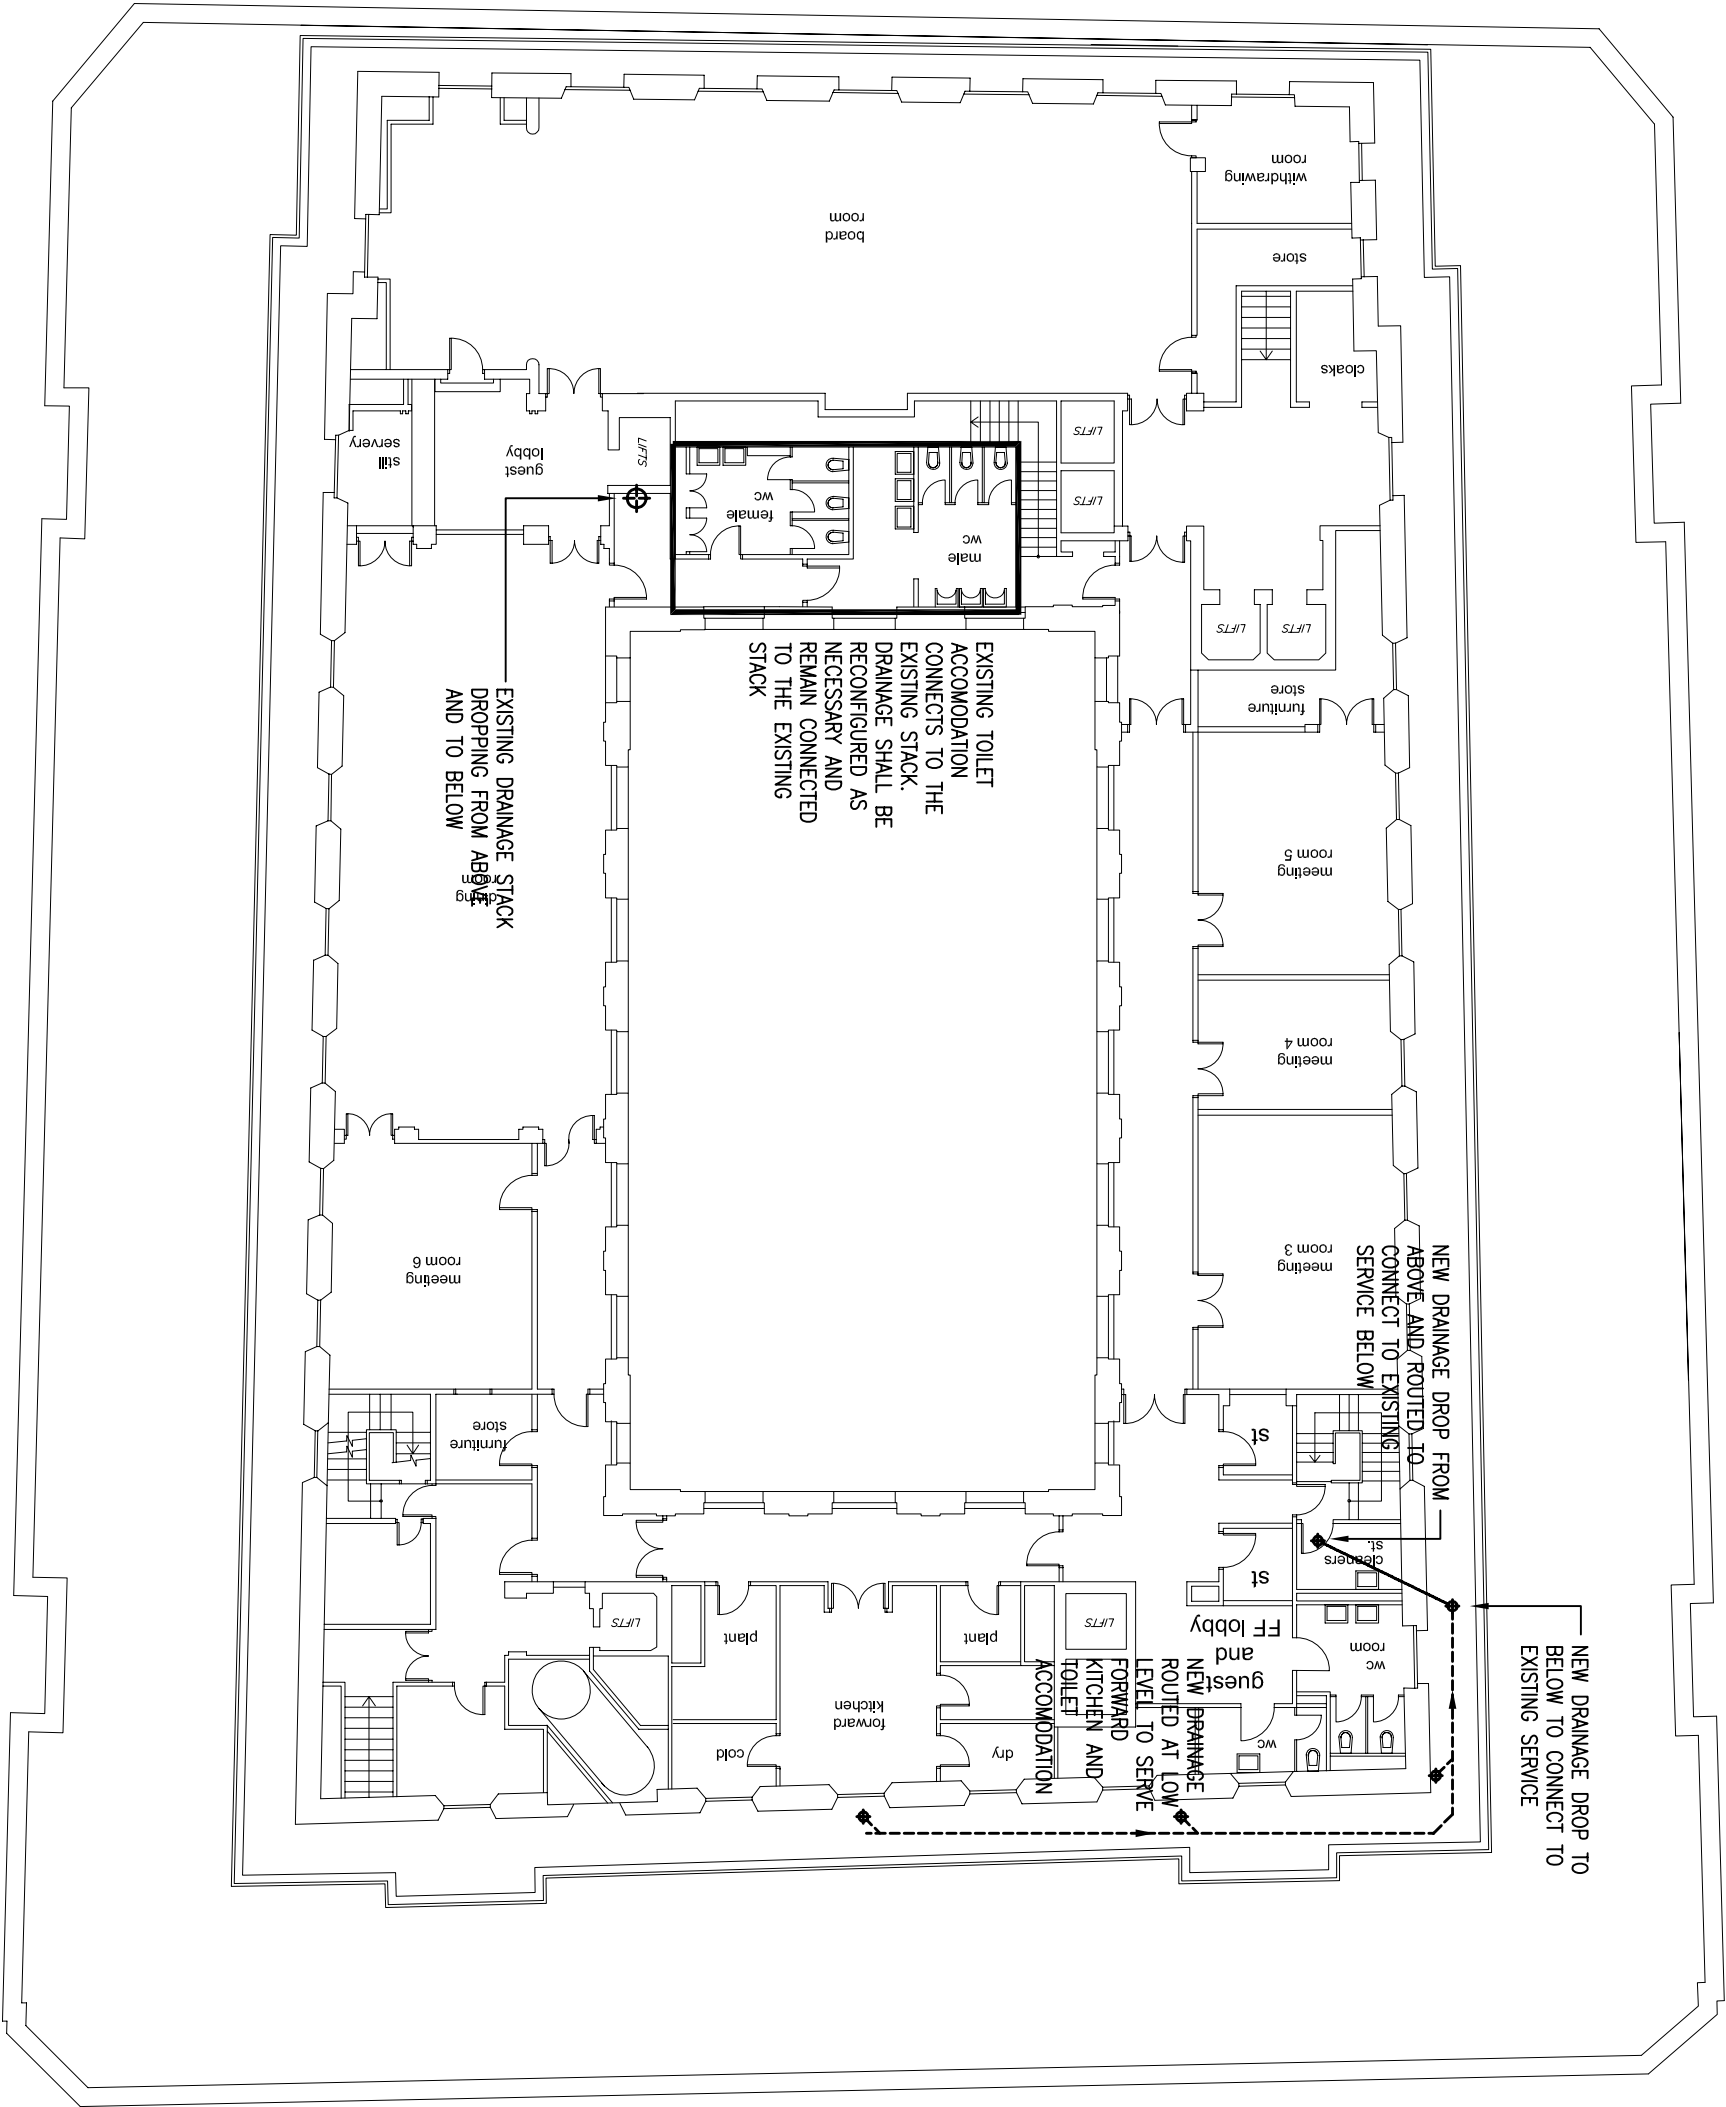 withdrawing
room
board
room
store
cloaks
still
servery
guest
lobby
LIFTS
LIFTS
LIFTS
female
wc
male
wc
LIFTS
LIFTS
furniture
store
EXISTING TOILET
ACCOMODATION
CONNECTS TO THE
EXISTING STACK.
DRAINAGE SHALL BE
RECONFIGURED AS
NECESSARY AND
REMAIN CONNECTED
TO THE EXISTING
STACK
EXISTING DRAINAGE STACK
DROPPING FROM ABOVE
AND TO BELOW
dining
room
meeting
room 5
meeting
room 4
meeting
room 3
meeting
room 6
NEW DRAINAGE DROP FROM
ABOVE AND ROUTED TO
CONNECT TO EXISTING
SERVICE BELOW
furniture
store
st
st
cleaners
st.
LIFTS
LIFTS
plant
plant
guest
and
FF lobby
wc
room
wc
forward
kitchen
cold
dry
NEW DRAINAGE
ROUTED AT LOW
LEVEL TO SERVE
FORWARD
KITCHEN AND
TOILET
ACCOMODATION
NEW DRAINAGE DROP TO
BELOW TO CONNECT TO
EXISTING SERVICE